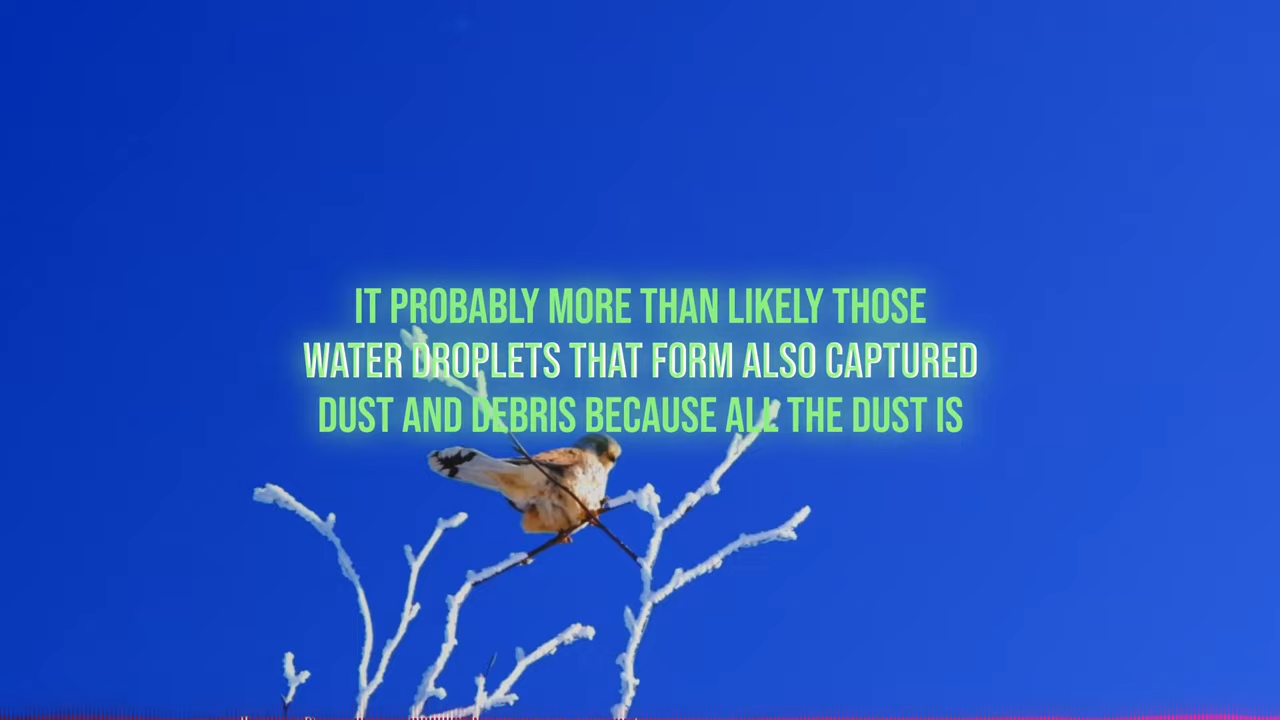 IT PROBABLY MORE THAN LIKELY THOSE
WATER DROPLETS THAT FORM ALSO CAPTURED
DUST AND DEBRIS BECAUSE ALL THE DUST IS